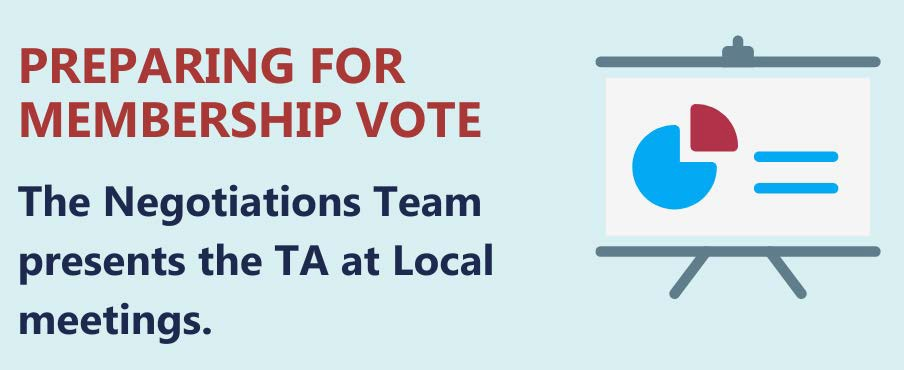 PREPARING FOR
MEMBERSHIP VOTE
The Negotiations Team
presents the TA at Local
meetings.